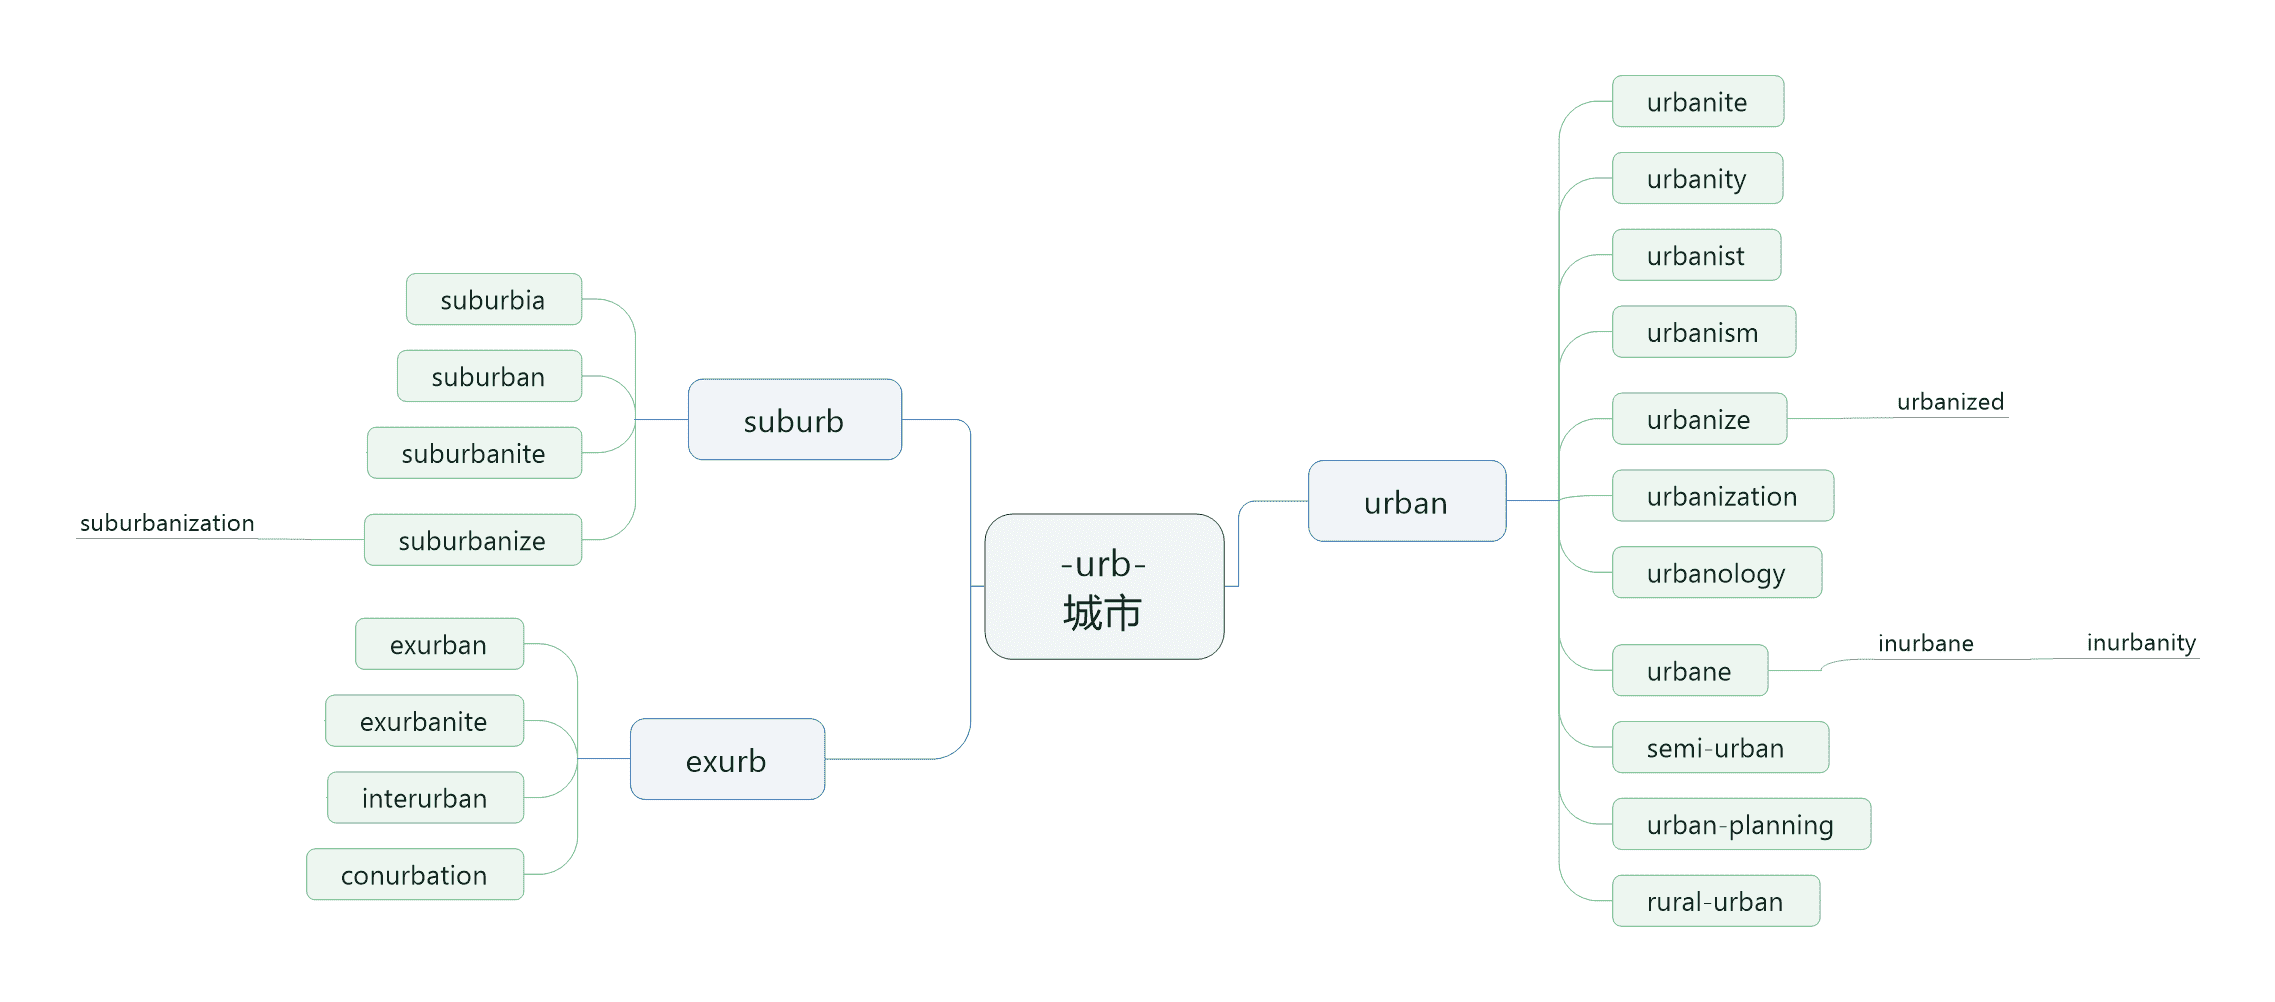 -urb-
城市
urban
urbanite
urbanity
urbanist
urbanism
urbanize
urbanized
urbanization
urbanology
urbane
inurbane
inurbanity
semi-urban
urban-planning
rural-urban
suburb
suburbia
suburban
suburbanite
suburbanize
suburbanization
exurb
exurban
exurbanite
interurban
conurbation